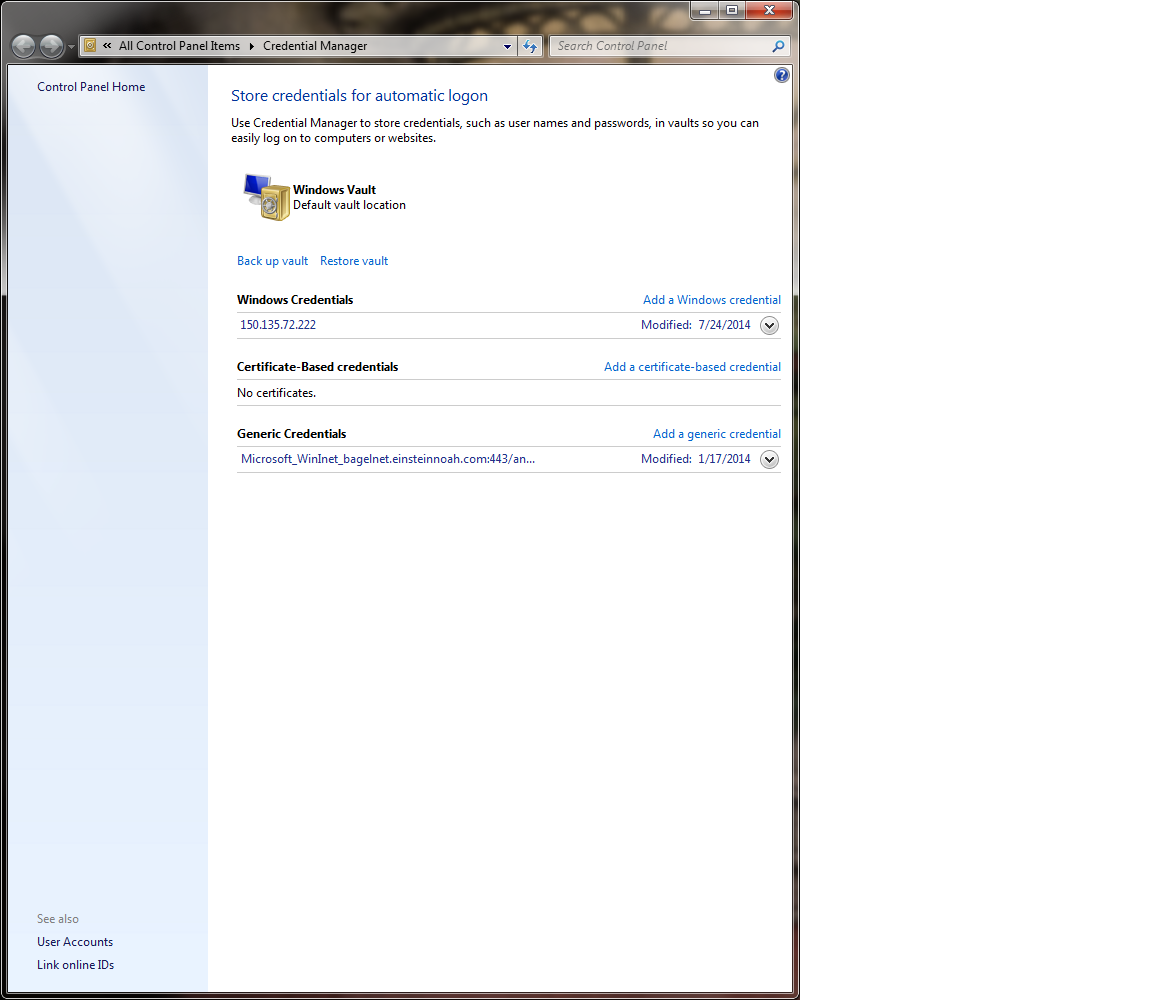 « All Control Panel Items Credential Manager
Search Control Panel
Control Panel Home
Store credentials for automatic logon
Use Credential Manager to store credentials, such as user names and passwords, in vaults so you can
easily log on to computers or websites.
Windows Vault
Default vault location
Back up vault Restore vault
Windows Credentials Add a Windows credential
150.135.72.222 Modified: 7/24/2014
Certificate-Based credentials Add a certificate-based credential
No certificates.
Generic Credentials Add a generic credential
Microsoft_WinInet_bagelnet.einsteinnoah.com:443/an... Modified: 1/17/2014
See also
User Accounts
Link online IDs